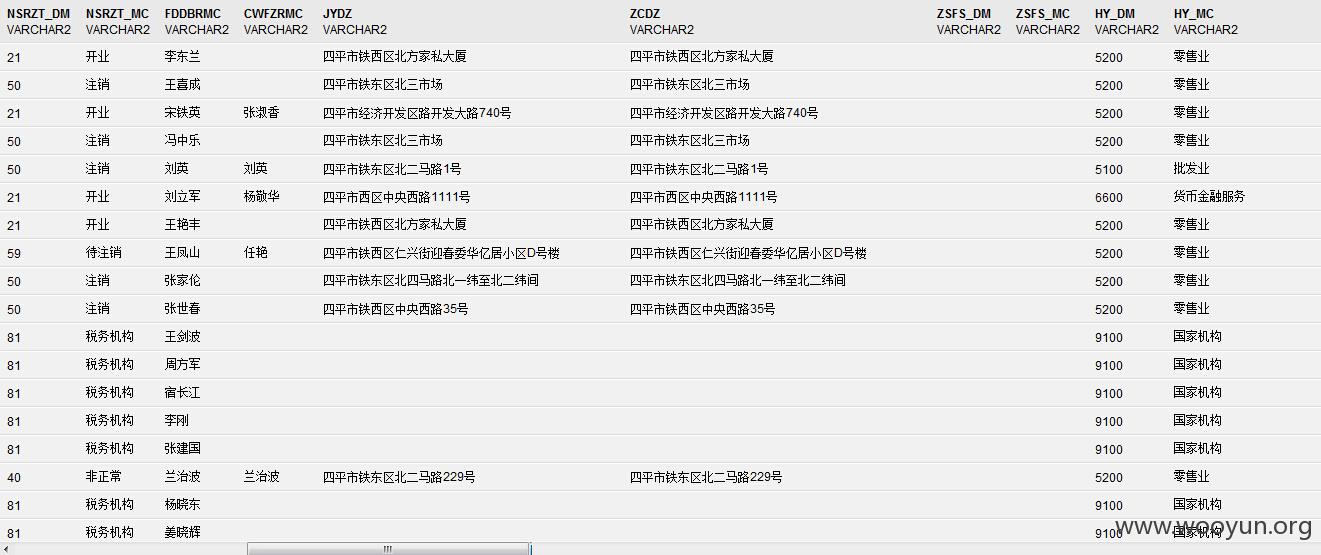 NSRZT_DM NSRZT_MC FDDBRMC CWFZRMC JYDZ ZCDZ ZSFS_DM ZSFS_MC HY_DM HY_MC
VARCHAR2 VARCHAR2 VARCHAR2 VARCHAR2 VARCHAR2 VARCHAR2 VARCHAR2 VARCHAR2 VARCHAR2 VARCHAR2
21 开业 李东兰 四平市铁西区北方家私大厦 四平市铁西区北方家私大厦 5200 零售业
50 注销 王喜成 四平市铁东区北三市场 四平市铁东区北三市场 5200 零售业
21 开业 宋铁英 张淑香 四平市经济开发区路开发大路740号 四平市经济开发区路开发大路740号 5200 零售业
50 注销 冯中乐 四平市铁东区北三市场 四平市铁东区北三市场 5200 零售业
50 注销 刘英 刘英 四平市铁东区北二马路1号 四平市铁东区北二马路1号 5100 批发业
21 开业 刘立军 杨敬华 四平市西区中央西路1111号 四平市西区中央西路1111号 6600 货币金融服务
21 开业 王艳丰 四平市铁西区北方家私大厦 四平市铁西区北方家私大厦 5200 零售业
59 待注销 王凤山 任艳 四平市铁西区仁兴街迎春委华亿居小区D号楼 四平市铁西区仁兴街迎春委华亿居小区D号楼 5200 零售业
50 注销 张家伦 四平市铁东区北四马路北一纬至北二纬间 四平市铁东区北四马路北一纬至北二纬间 5200 零售业
50 注销 张世春 四平市铁西区中央西路35号 四平市铁西区中央西路35号 5200 零售业
81 税务机构 王剑波 9100 国家机构
81 税务机构 周方军 9100 国家机构
81 税务机构 宿长江 9100 国家机构
81 税务机构 李刚 9100 国家机构
81 税务机构 张建国 9100 国家机构
40 非正常 兰治波 兰治波 四平市铁东区北二马路229号 四平市铁东区北二马路229号 5200 零售业
81 税务机构 杨晓东 9100 国家机构
81 税务机构 姜晓辉 9100 国家机构
www.wooyun.org